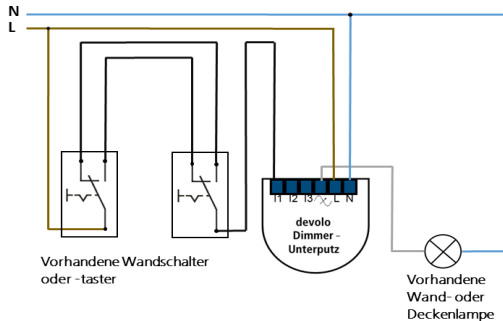 N
L
I1 I2 I3 L N
devolo
Dimmer -
Unterputz
Vorhandene Wandschalter
oder -taster
Vorhandene
Wand- oder
Deckenlampe